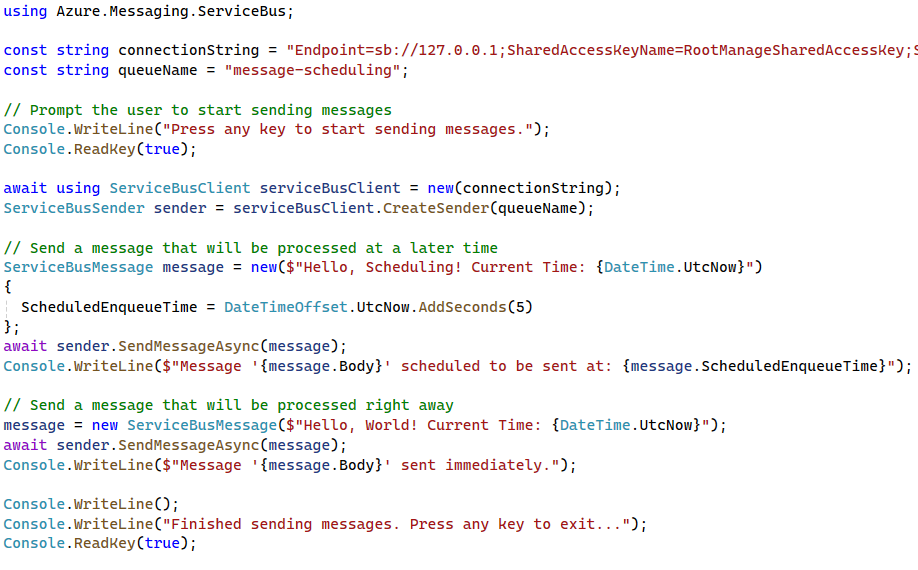 using Azure.Messaging.ServiceBus;
const string connectionString = "Endpoint=sb://127.0.0.1;SharedAccessKeyName=RootManageSharedAccessKey;S
const string queueName = "message-scheduling";
// Prompt the user to start sending messages
Console.WriteLine("Press any key to start sending messages.");
Console.ReadKey(true);
await using ServiceBusClient serviceBusClient = new(connectionString);
ServiceBusSender sender = serviceBusClient.CreateSender(queueName);
// Send a message that will be processed at a later time
ServiceBusMessage message = new($"Hello, Scheduling! Current Time: {DateTime.UtcNow}")
{
  ScheduledEnqueueTime = DateTimeOffset.UtcNow.AddSeconds(5)
};
await sender.SendMessageAsync(message);
Console.WriteLine($"Message '{message.Body}' scheduled to be sent at: {message.ScheduledEnqueueTime}");
// Send a message that will be processed right away
message = new ServiceBusMessage($"Hello, World! Current Time: {DateTime.UtcNow}");
await sender.SendMessageAsync(message);
Console.WriteLine($"Message '{message.Body}' sent immediately.");
Console.WriteLine();
Console.WriteLine("Finished sending messages. Press any key to exit...");
Console.ReadKey(true);